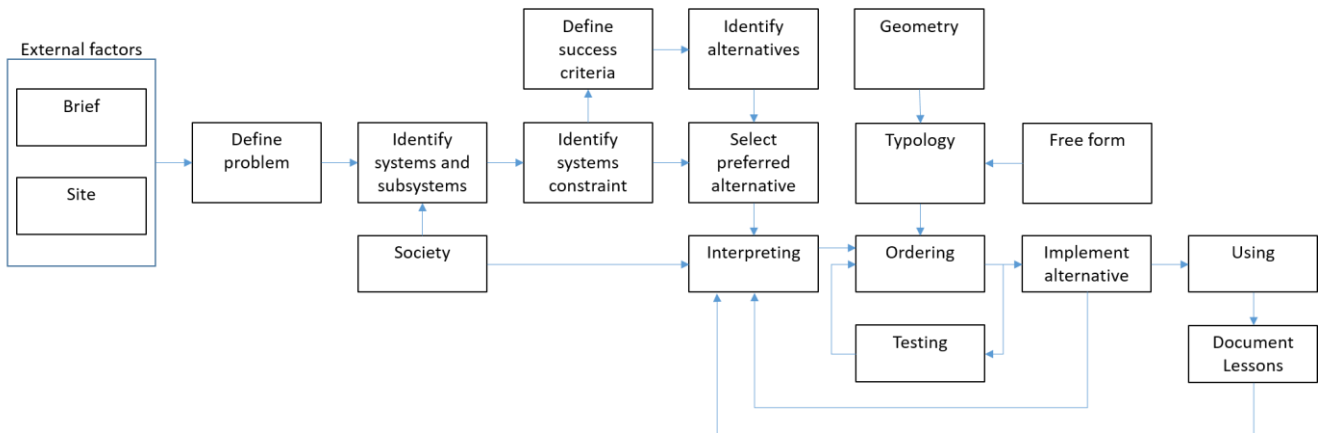 External factors
Brief
Site
Define
problem
Identify
systems and
subsystems
Society
Define
success
criteria
Identify
systems
constraint
Identify
alternatives
Select
preferred
alternative
Interpreting
Geometry
Typology
Free form
Ordering
Testing
Implement
alternative
Using
Document
Lessons